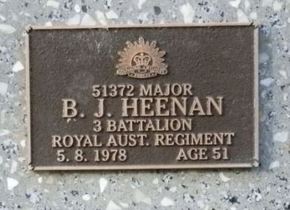 51372 MAJOR
B. J. HEENAN
3 BATTALION
ROYAL AUST. REGIMENT
5. 8. 1978 AGE 51